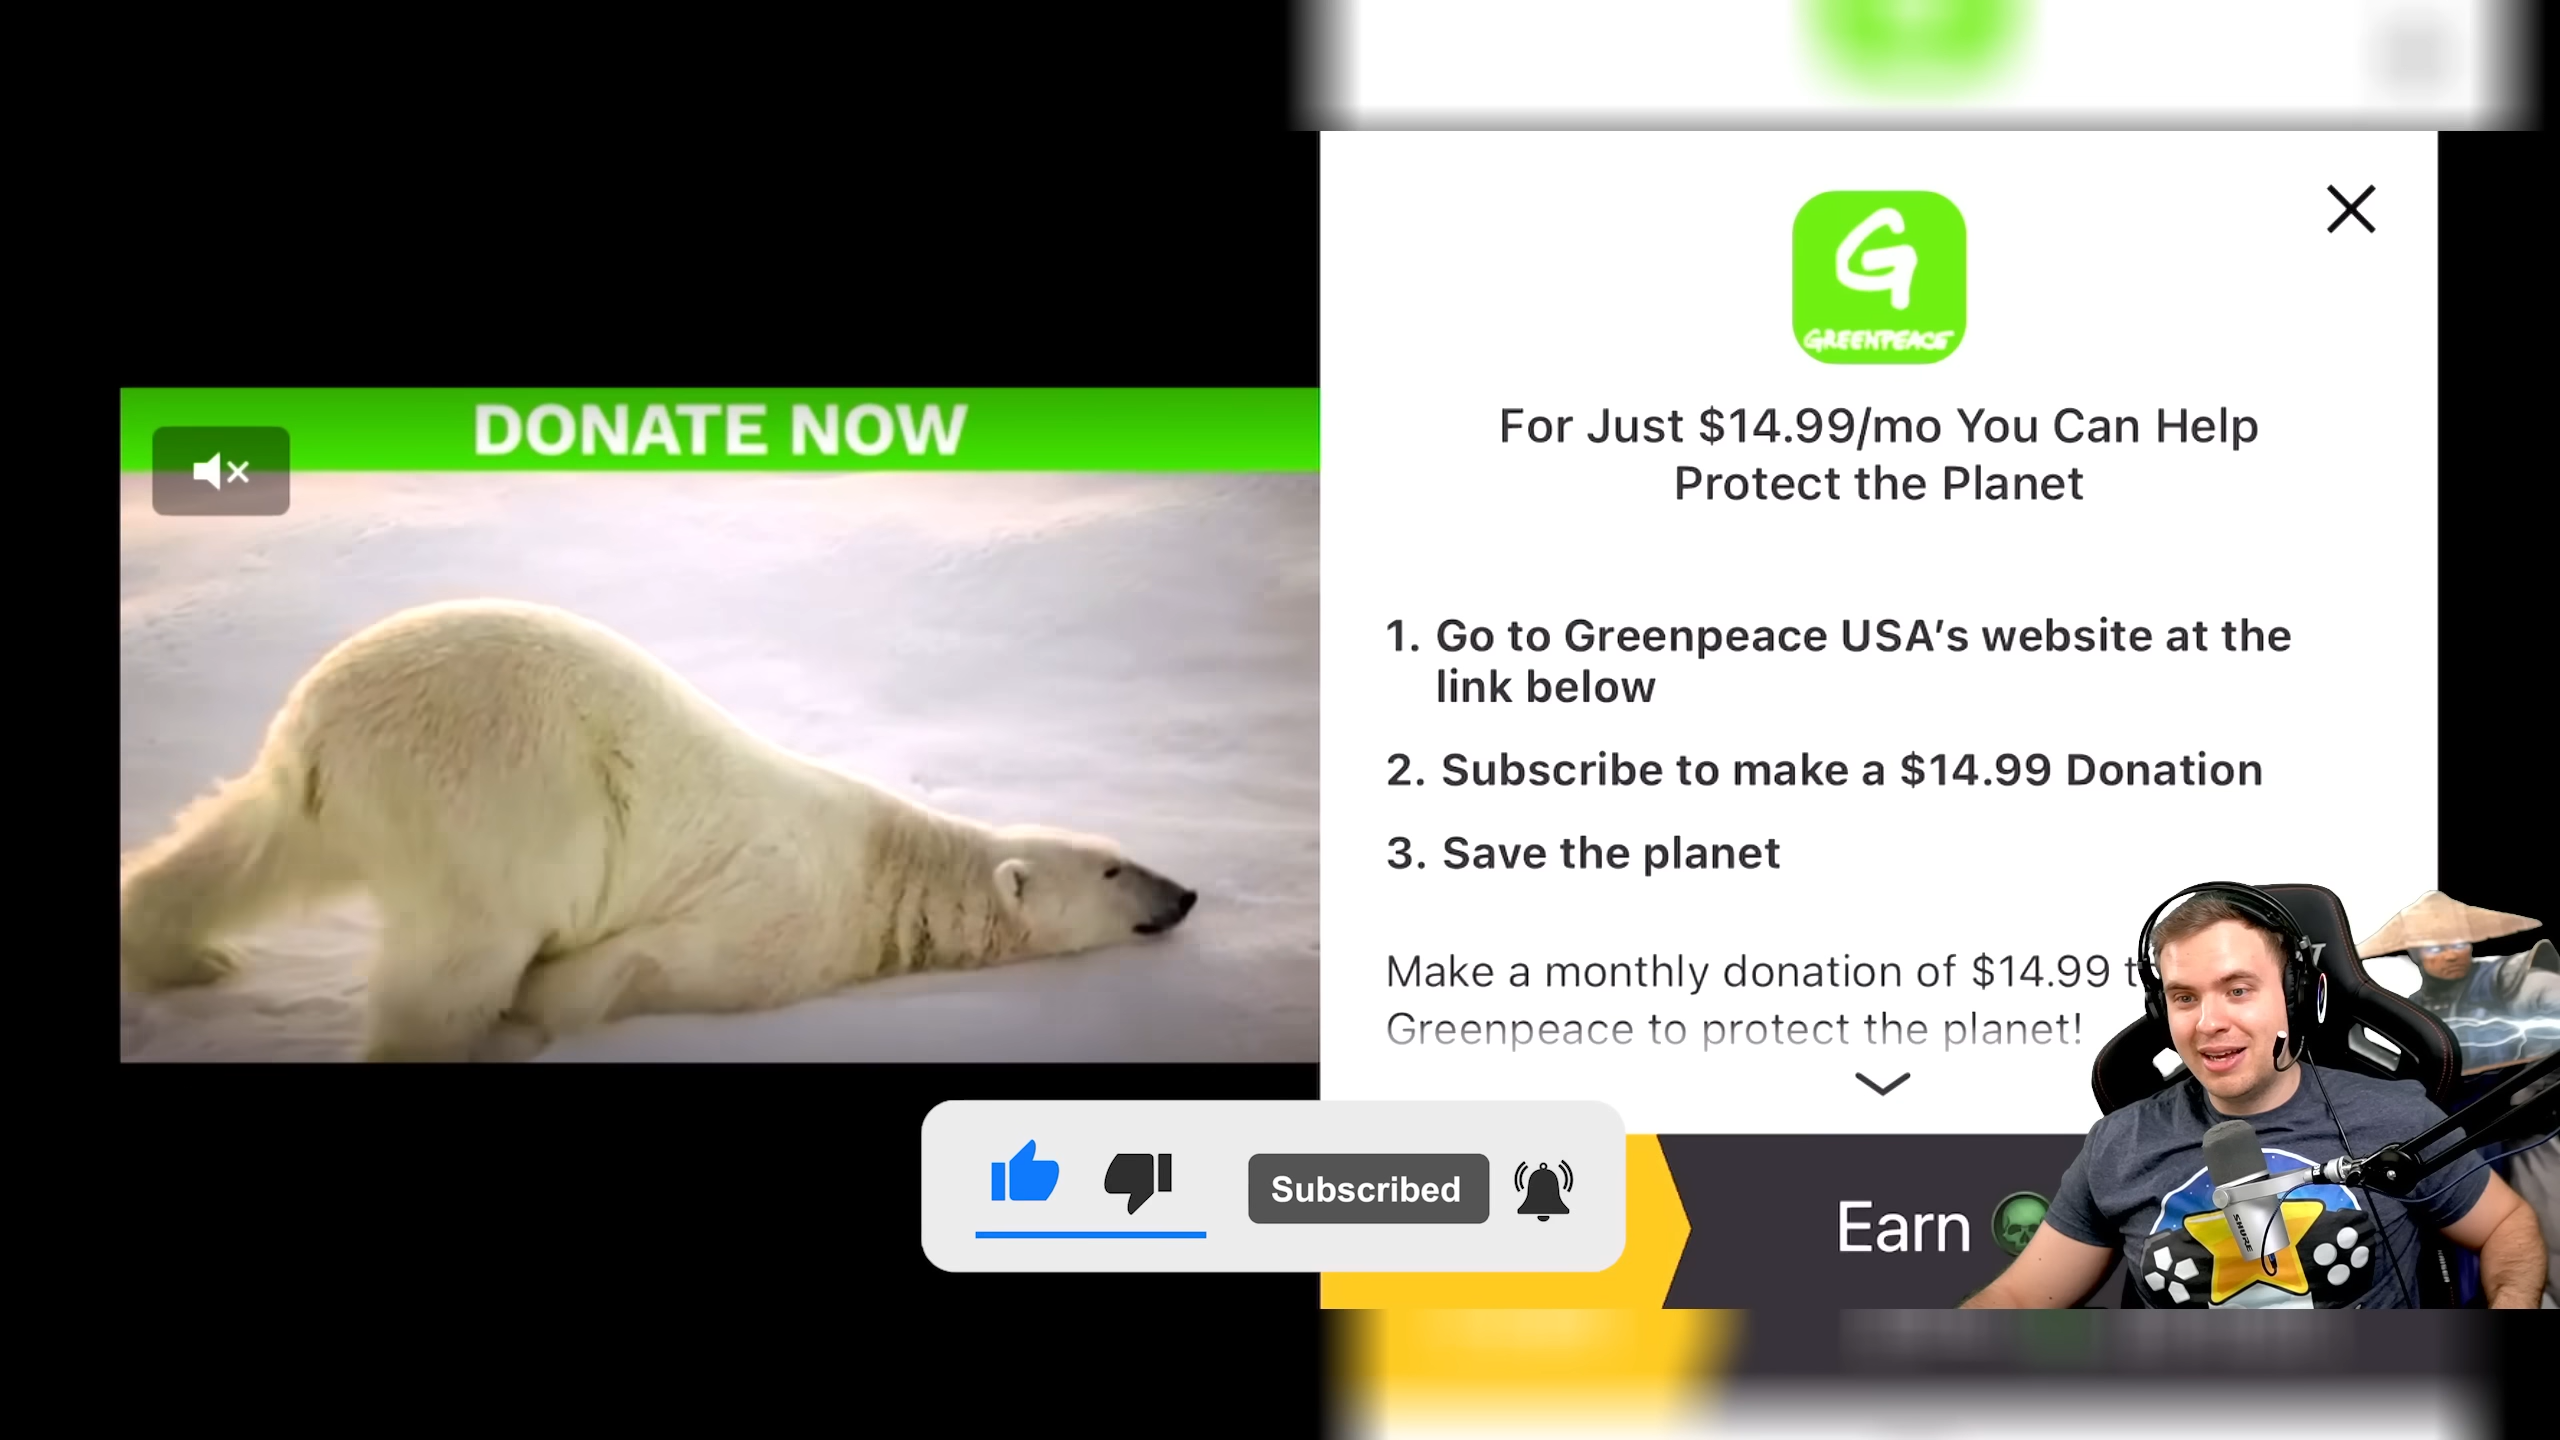 DONATE NOW
G
GREENPEACE
For Just $14.99/mo You Can Help
Protect the Planet
1. Go to Greenpeace USA's website at the
link below
2. Subscribe to make a $14.99 Donation
3. Save the planet
Make a monthly donation of $14.99 t
Greenpeace to protect the planet!
Subscribed
Earn
SHURE